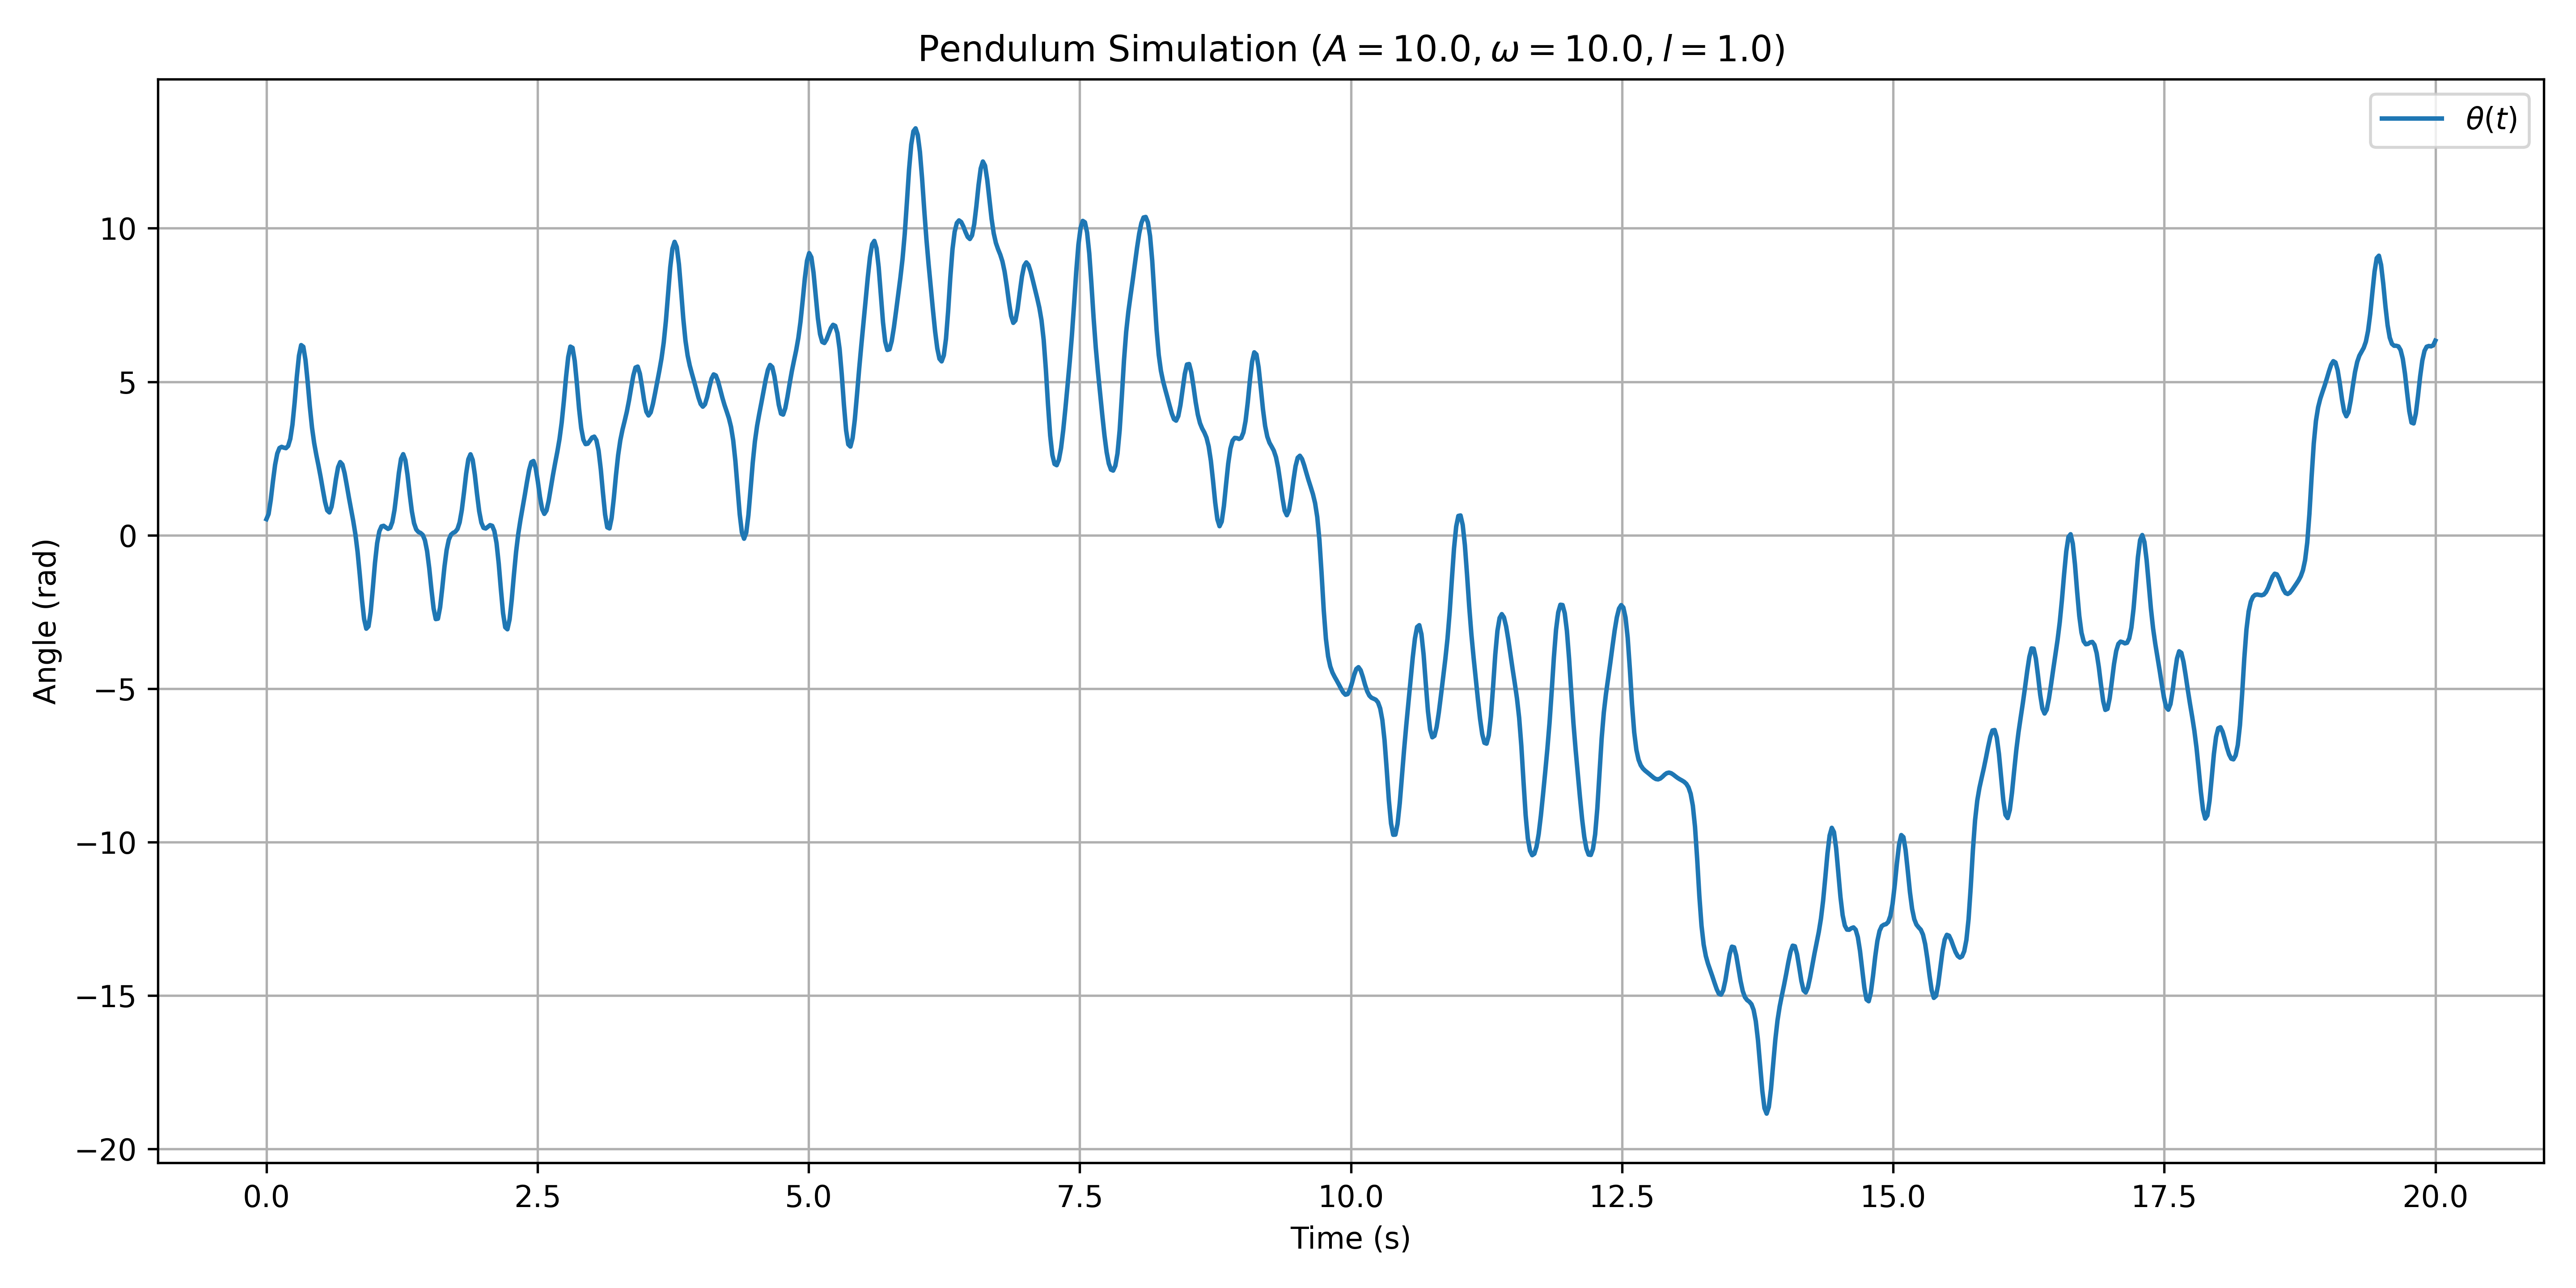 Pendulum Simulation (A = 10.0, ω = 10.0, l = 1.0)
θ(t)
Angle (rad)
10
5
0
−5
−10
−15
−20
0.0 2.5 5.0 7.5 10.0 12.5 15.0 17.5 20.0
Time (s)